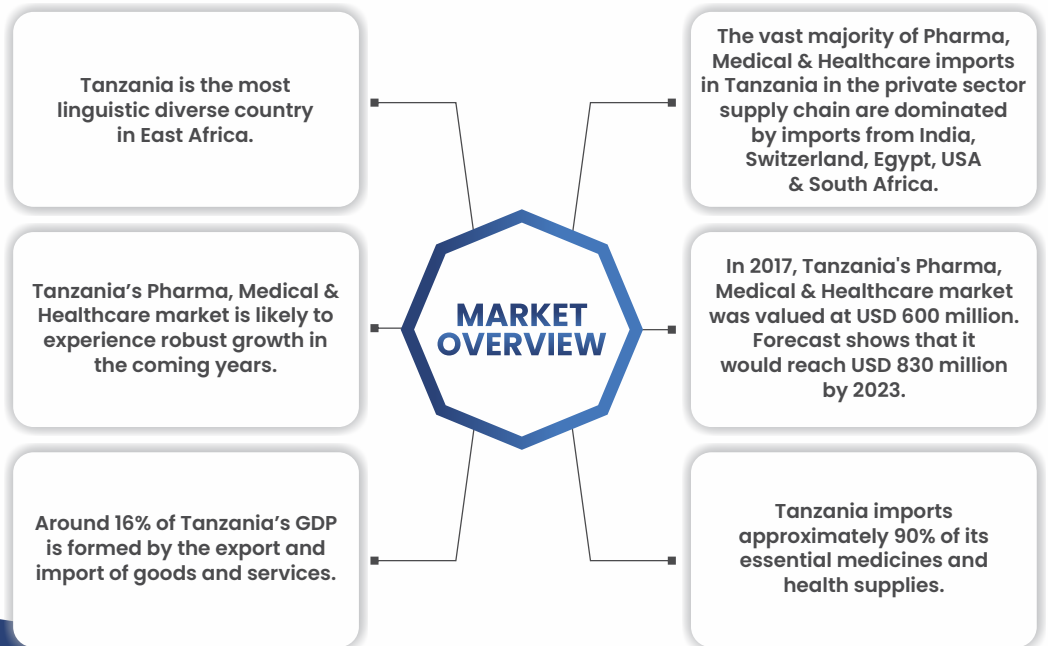 Tanzania is the most
linguistic diverse country
in East Africa.
The vast majority of Pharma,
Medical & Healthcare imports
in Tanzania in the private sector
supply chain are dominated
by imports from India,
Switzerland, Egypt, USA
& South Africa.
Tanzania’s Pharma, Medical &
Healthcare market is likely to
experience robust growth in
the coming years.
MARKET
OVERVIEW
In 2017, Tanzania's Pharma,
Medical & Healthcare market
was valued at USD 600 million.
Forecast shows that it
would reach USD 830 million
by 2023.
Around 16% of Tanzania’s GDP
is formed by the export and
import of goods and services.
Tanzania imports
approximately 90% of its
essential medicines and
health supplies.